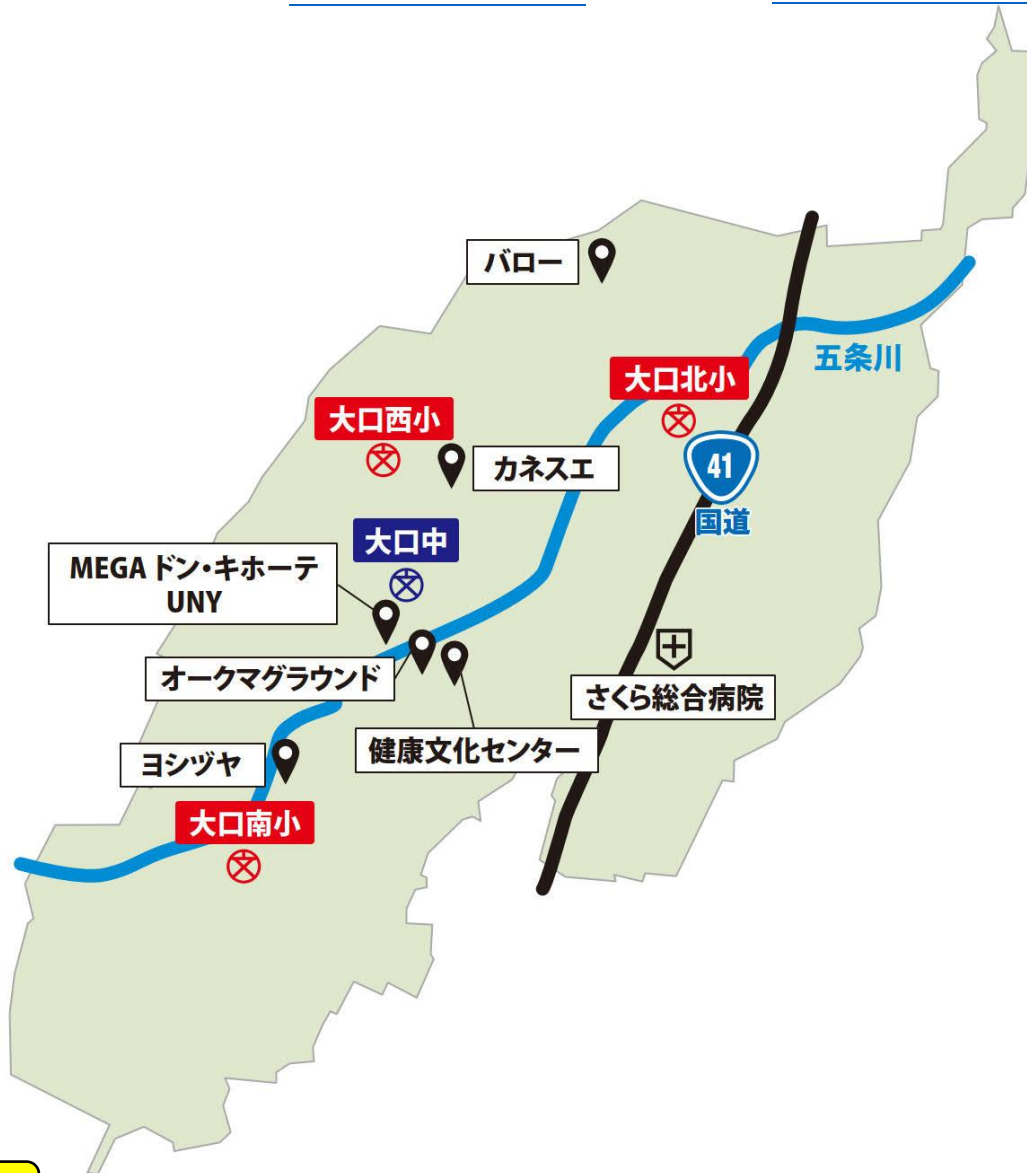 バロー
五条川
大口北小
大口西小
カネスエ
41
国道
大口中
MEGA ドン・キホーテ
UNY
オークマグラウンド
さくら総合病院
健康文化センター
ヨシヅヤ
大口南小